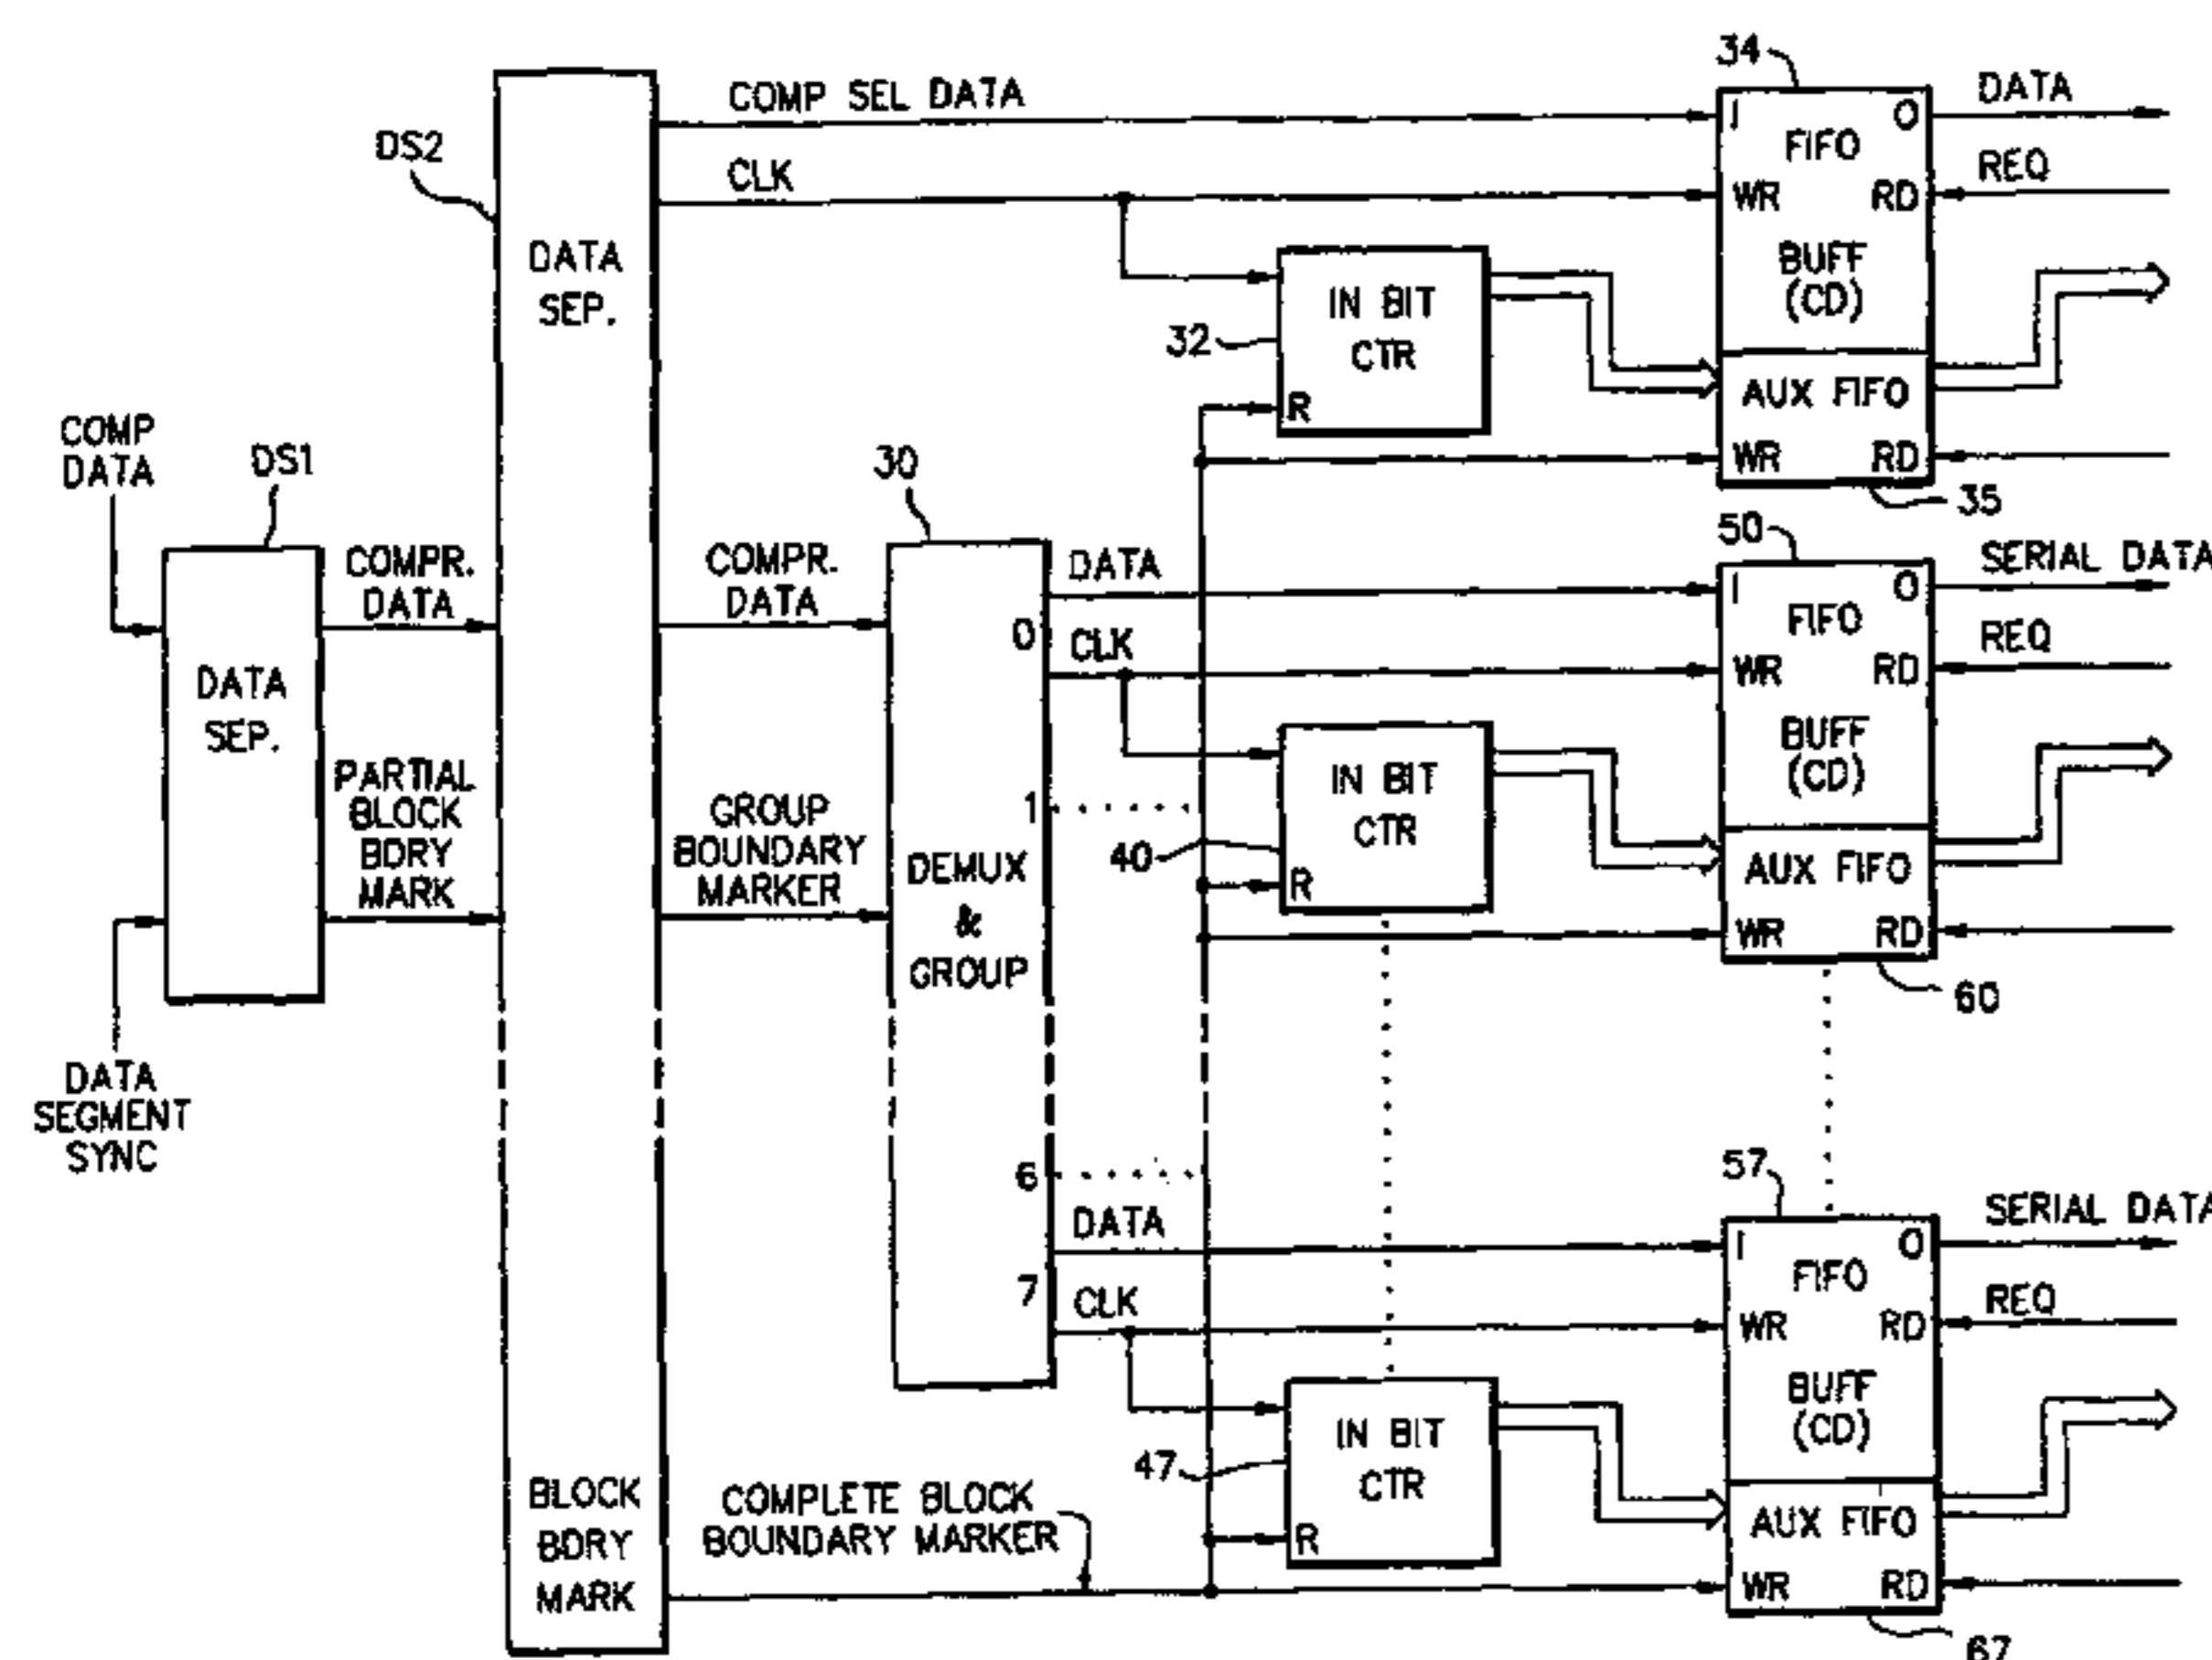 COMP
DATA
DATA
SEGMENT
SYNC
DS1
DATA
SEP.
COMPR.
DATA
PARTIAL
BLOCK
BDRY
MARK
DS2
DATA
SEP.
BLOCK
BDRY
MARK
COMP SEL DATA
CLK
COMPR.
DATA
GROUP
BOUNDARY
MARKER
COMPLETE BLOCK
BOUNDARY MARKER
30
0
1
DEMUX
&
GROUP
6
7
DATA
CLK
DATA
CLK
32
IN BIT
CTR
R
40
IN BIT
CTR
R
47
IN BIT
CTR
R
34
I O
FIFO
WR RD
BUFF
(CD)
AUX FIFO
WR RD
35
DATA
REQ
50
I O
FIFO
WR RD
BUFF
(CD)
AUX FIFO
WR RD
60
SERIAL DATA
REQ
57
I O
FIFO
WR RD
BUFF
(CD)
AUX FIFO
WR RD
67
SERIAL DATA
REQ